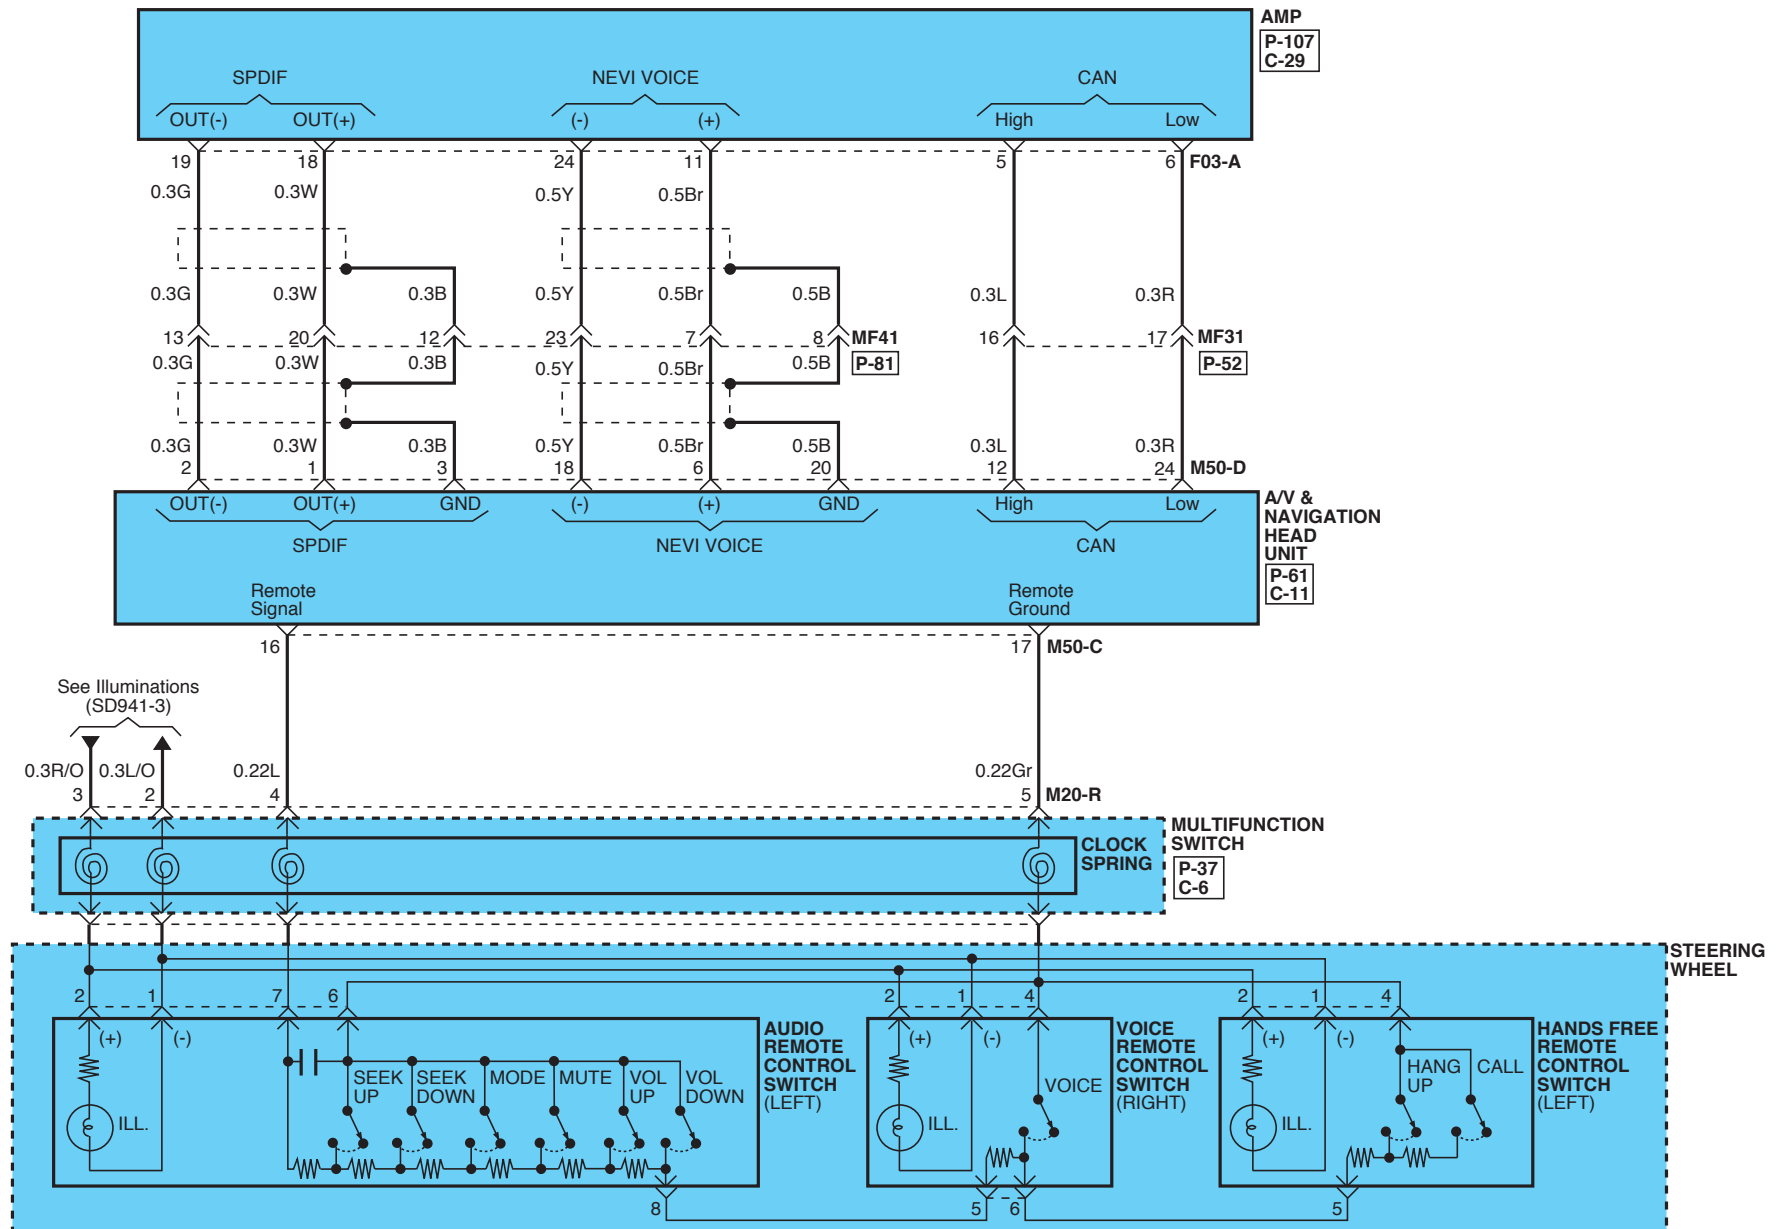 AMP
P-107
C-29
SPDIF
NEVI VOICE
CAN
OUT(-) OUT(+) (-) (+) High Low
19 18 24 11 5 6 F03-A
0.3G 0.3W 0.5Y 0.5Br
0.3G 0.3W 0.3B 0.5Y 0.5Br 0.5B 0.3L 0.3R
13 20 12 23 7 8 MF41 16 17 MF31
0.3G 0.3W 0.3B 0.5Y 0.5Br 0.5B P-81 P-52
0.3G 0.3W 0.3B 0.5Y 0.5Br 0.5B 0.3L 0.3R
2 1 3 18 6 20 12 24 M50-D
OUT(-) OUT(+) GND (-) (+) GND High Low
SPDIF NEVI VOICE CAN
A/V &
NAVIGATION
HEAD
UNIT
P-61
C-11
Remote
Signal
Remote
Ground
16 17 M50-C
See Illuminations
(SD941-3)
0.3R/O 0.3L/O 0.22L 0.22Gr
3 2 4 5 M20-R
MULTIFUNCTION
SWITCH
P-37
C-6
CLOCK
SPRING
STEERING
WHEEL
2 1 7 6 2 1 4 2 1 4
(+) (-)
ILL.
SEEK
UP
SEEK
DOWN
MODE
MUTE
VOL
UP
VOL
DOWN
AUDIO
REMOTE
CONTROL
SWITCH
(LEFT)
(+) (-)
ILL.
VOICE
VOICE
REMOTE
CONTROL
SWITCH
(RIGHT)
(+) (-)
ILL.
HANG
UP
CALL
HANDS FREE
REMOTE
CONTROL
SWITCH
(LEFT)
8 5 6 5